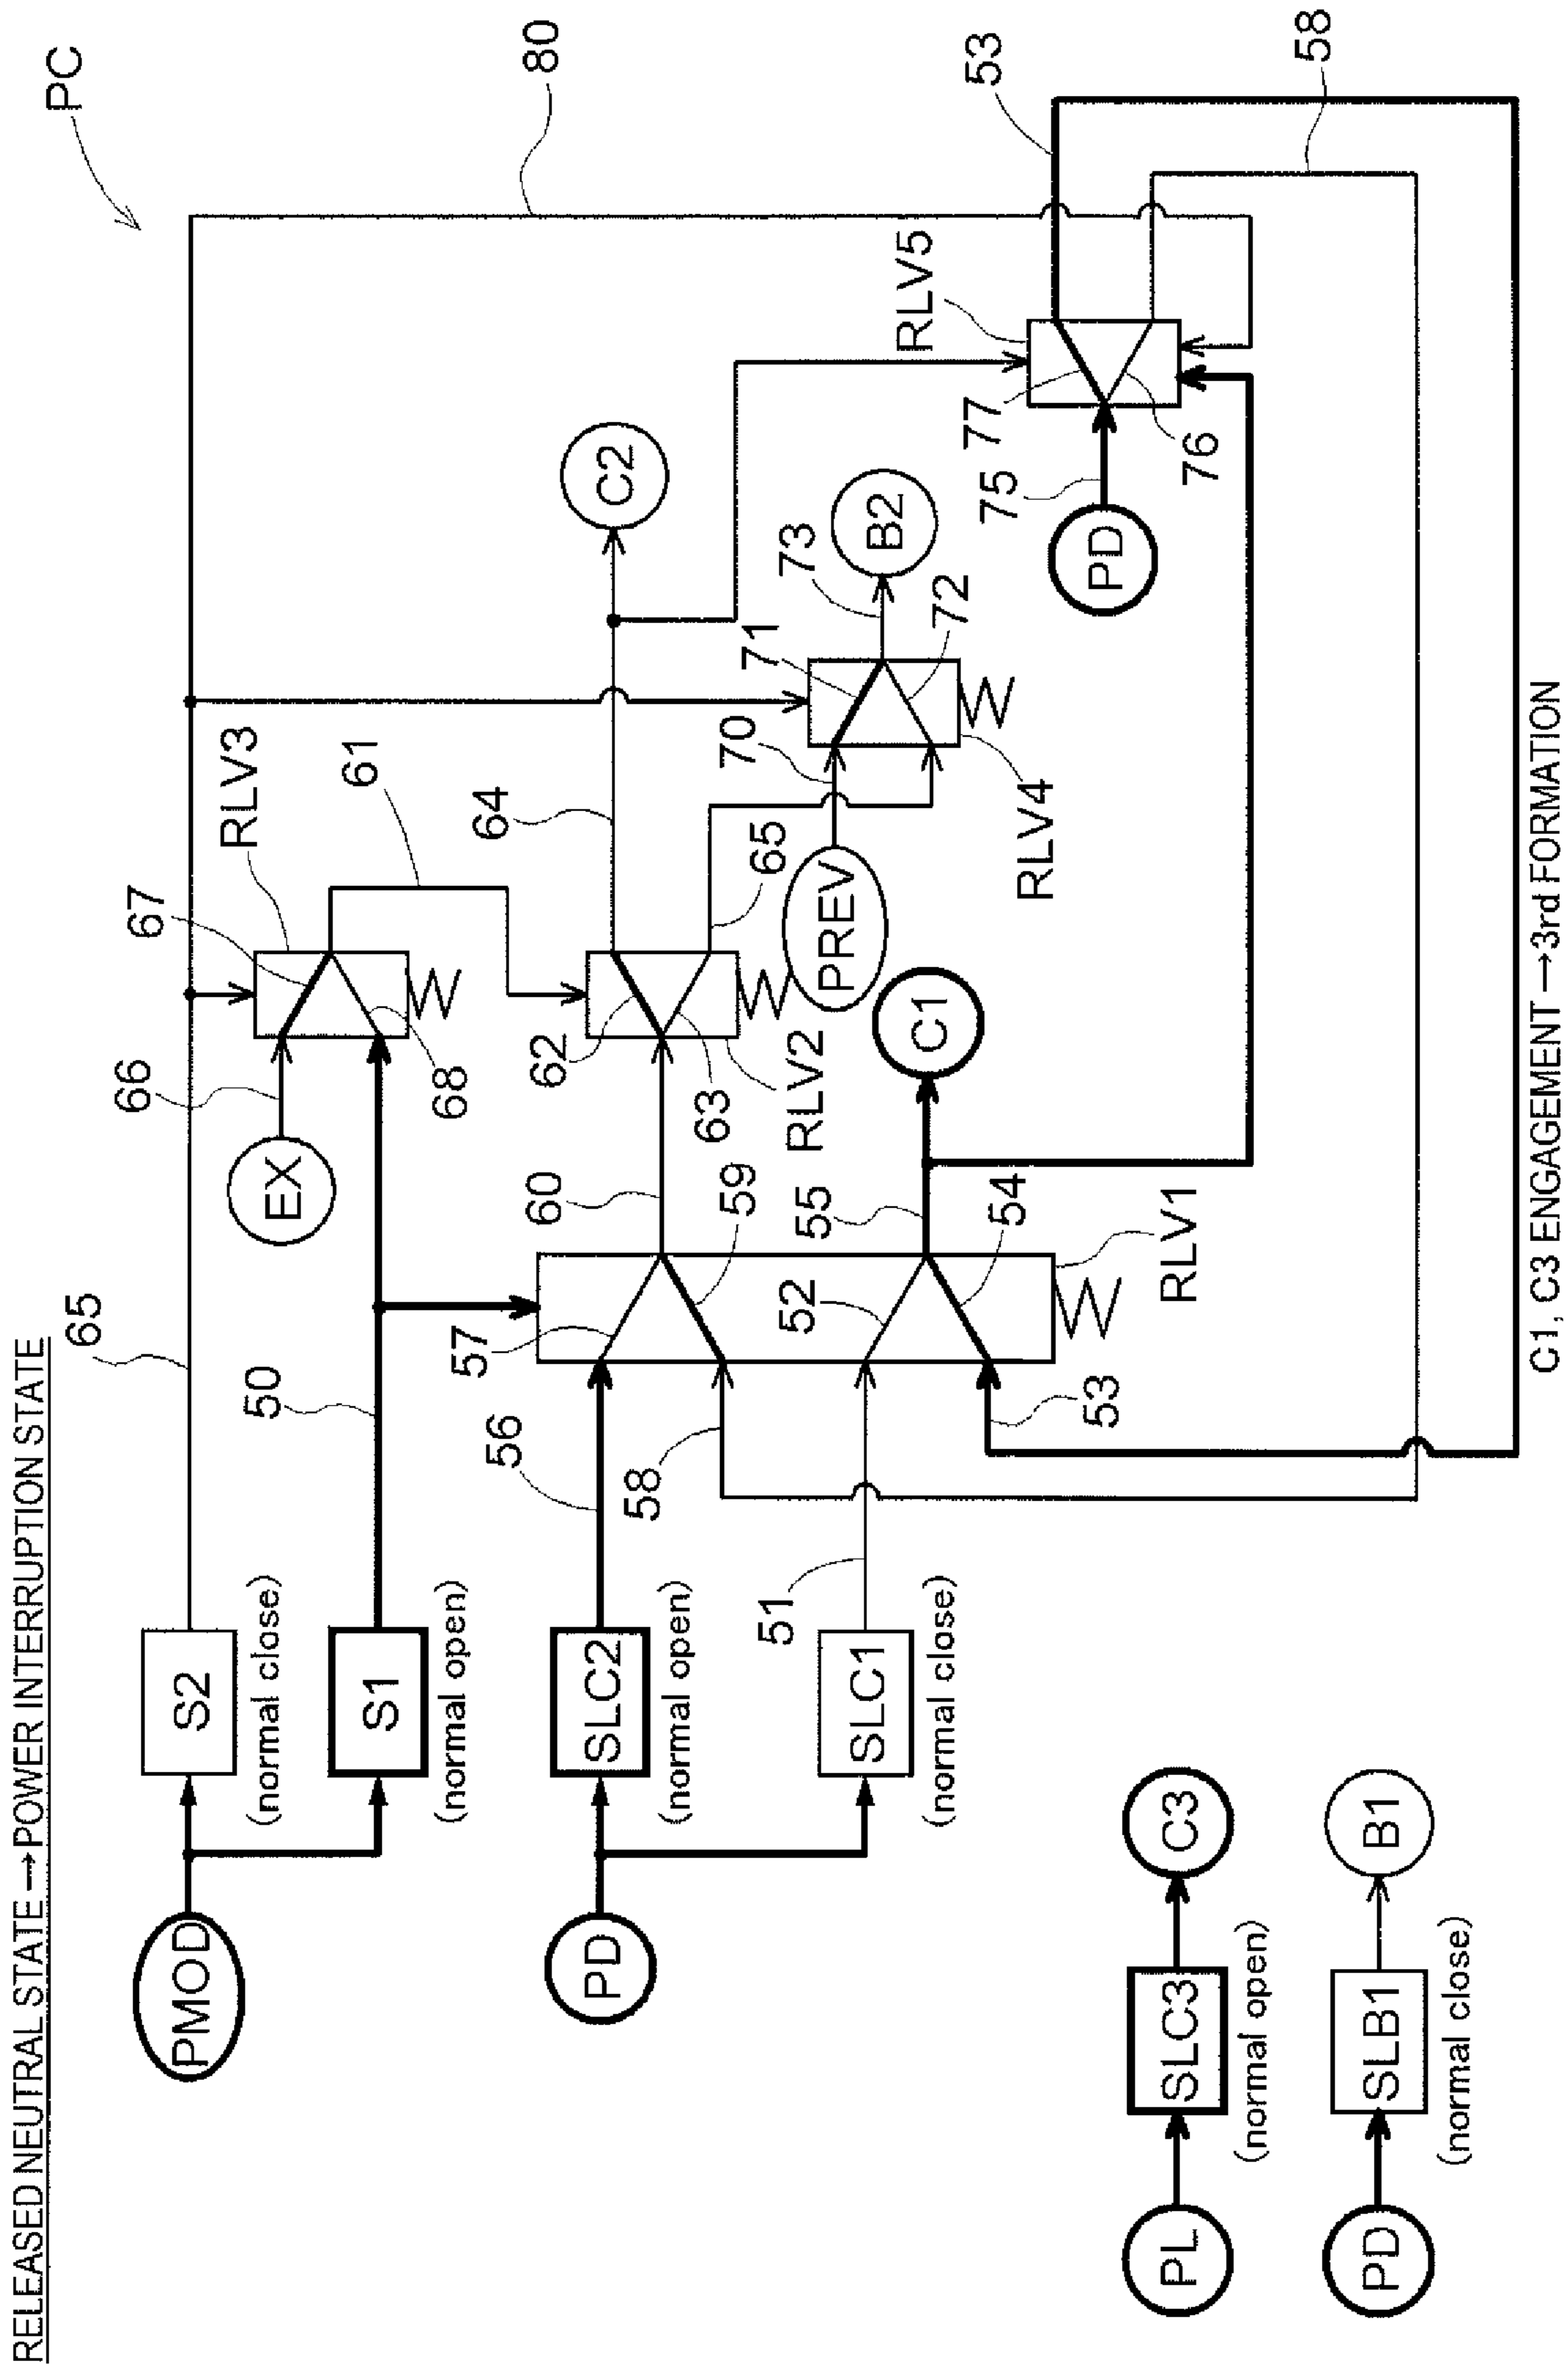 RELEASED NEUTRAL STATE→POWER INTERRUPTION STATE
PC
PMOD
S2
(normal close)
65
S1
(normal open)
50
66
EX
67
68
RLV3
61
80
PD
SLC2
(normal open)
56
57
58
60
59
62
63
RLV2
64
65
C2
SLC1
(normal close)
51
52
55
54
53
RLV1
C1
PREV
70
71
72
73
RLV4
B2
PD
75
77
76
RLV5
53
58
PL
SLC3
(normal open)
C3
PD
SLB1
(normal close)
B1
C1, C3 ENGAGEMENT→3rd FORMATION